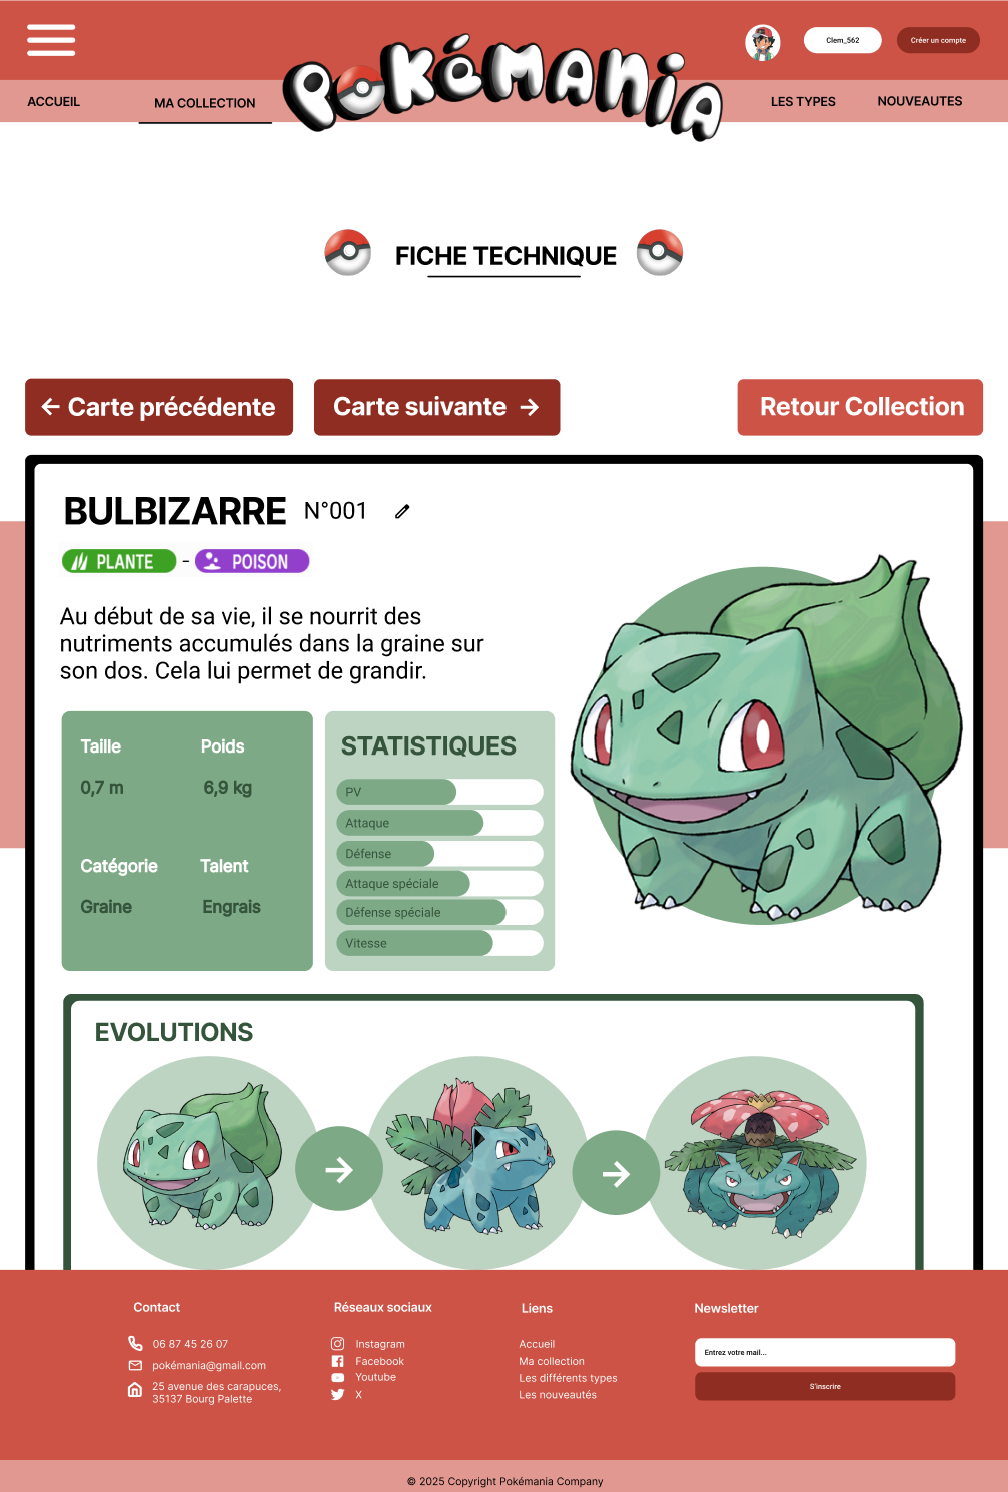 Clem_562
Créer un compte
POKéMANIA
ACCUEIL
MA COLLECTION
LES TYPES
NOUVEAUTES
FICHE TECHNIQUE
← Carte précédente
Carte suivante →
Retour Collection
BULBIZARRE N°001
PLANTE - POISON
Au début de sa vie, il se nourrit des
nutriments accumulés dans la graine sur
son dos. Cela lui permet de grandir.
Taille
Poids
0,7 m
6,9 kg
Catégorie
Talent
Graine
Engrais
STATISTIQUES
PV
Attaque
Défense
Attaque spéciale
Défense spéciale
Vitesse
EVOLUTIONS
Contact
06 87 45 26 07
pokémania@gmail.com
25 avenue des carapuces,
35137 Bourg Palette
Réseaux sociaux
Instagram
Facebook
Youtube
X
Liens
Accueil
Ma collection
Les différents types
Les nouveautés
Newsletter
Entrez votre mail...
S'inscrire
© 2025 Copyright Pokémania Company